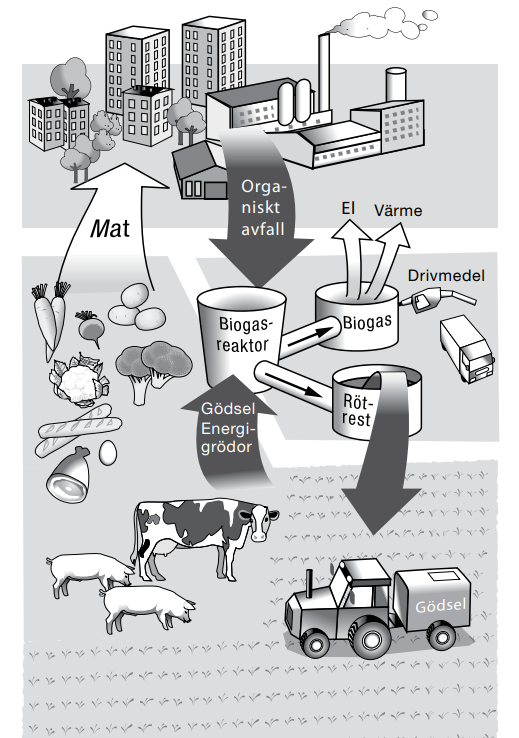 Mat
Orga-
niskt
avfall
El
Värme
Drivmedel
Biogas-
reaktor
Biogas
Röt-
rest
Gödsel
Energi-
grödor
Gödsel